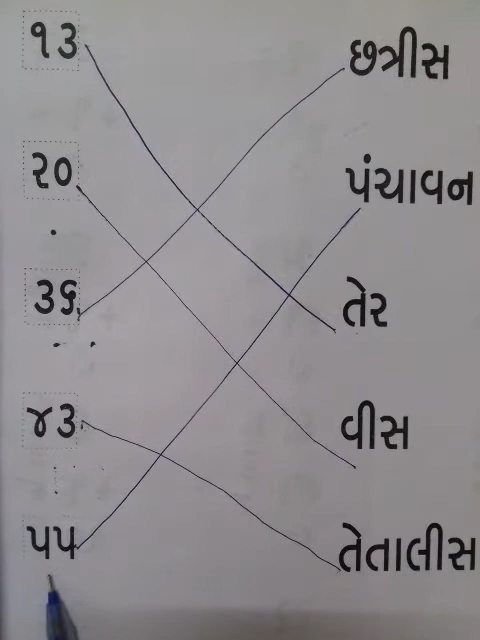 ૧૩ છત્રીસ
૨૦ પંચાવન
૩૬ તેર
૪૩ વીસ
૫૫ તેતાલીસ